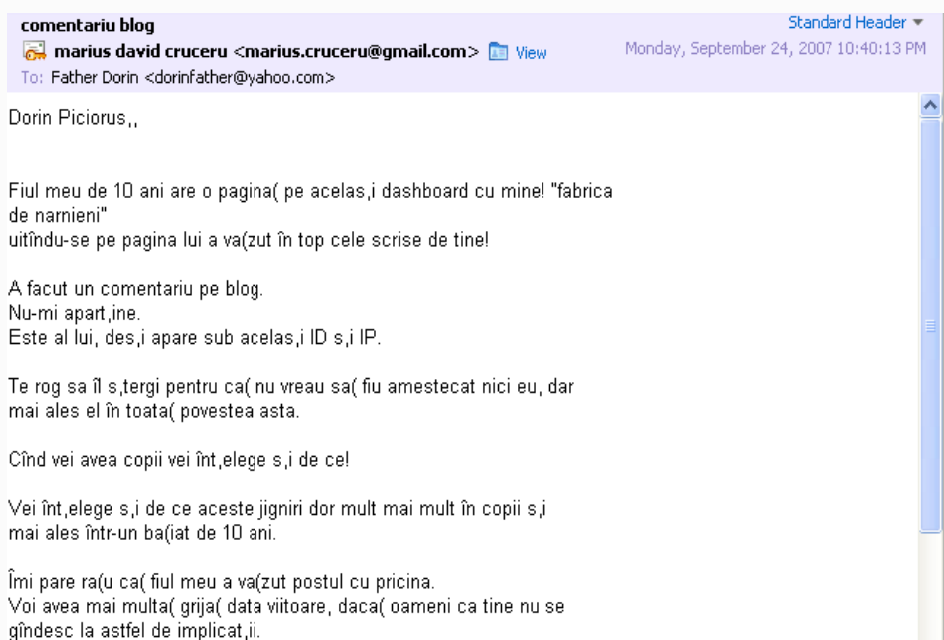 comentariu blog
Standard Header
marius david cruceru <marius.cruceru@gmail.com> View
Monday, September 24, 2007 10:40:13 PM
To: Father Dorin <dorinfather@yahoo.com>
Dorin Piciorus,,
Fiul meu de 10 ani are o pagina( pe acelas,i dashboard cu mine! "fabrica
de narnieni"
uitîndu-se pe pagina lui a va(zut în top cele scrise de tine!
A facut un comentariu pe blog.
Nu-mi apart,ine.
Este al lui, des,i apare sub acelas,i ID s,i IP.
Te rog sa îl s,tergi pentru ca( nu vreau sa( fiu amestecat nici eu, dar
mai ales el în toata( povestea asta.
Cînd vei avea copii vei înt,elege s,i de ce!
Vei înt,elege s,i de ce aceste jigniri dor mult mai mult în copii s,i
mai ales într-un ba(iat de 10 ani.
Îmi pare ra(u ca( fiul meu a va(zut postul cu pricina.
Voi avea mai multa( grija( data viitoare, daca( oameni ca tine nu se
gîndesc la astfel de implicat,ii.